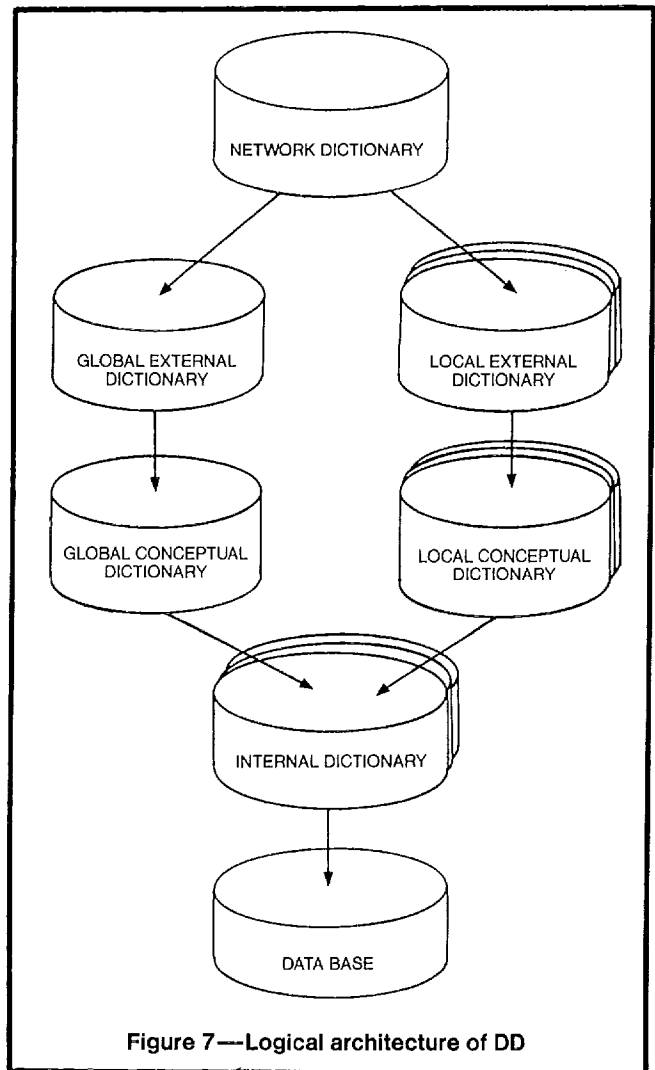 NETWORK DICTIONARY
GLOBAL EXTERNAL
DICTIONARY
LOCAL EXTERNAL
DICTIONARY
GLOBAL CONCEPTUAL
DICTIONARY
LOCAL CONCEPTUAL
DICTIONARY
INTERNAL DICTIONARY
DATA BASE
Figure 7—Logical architecture of DD